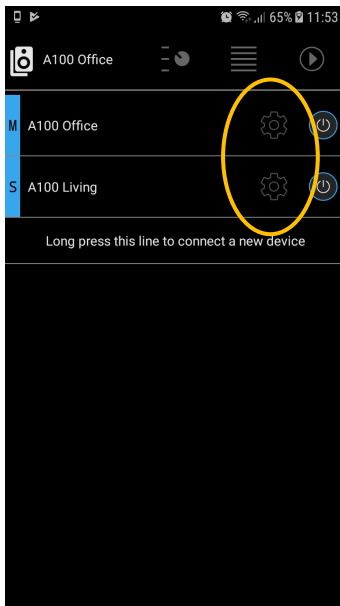 65% 11:53
A100 Office
M A100 Office
S A100 Living
Long press this line to connect a new device